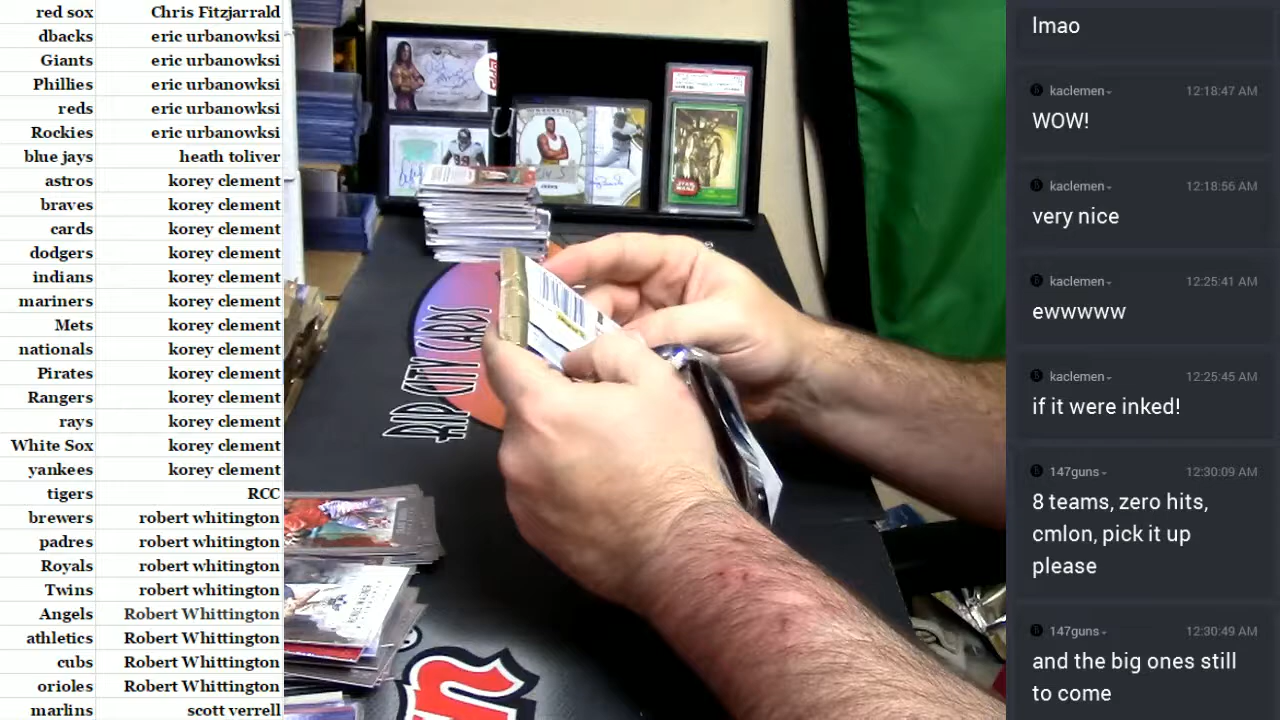 red sox Chris Fitzjarrald
dbacks eric urbanowksi
Giants eric urbanowksi
Phillies eric urbanowksi
reds eric urbanowksi
Rockies eric urbanowksi
blue jays heath toliver
astros korey clement
braves korey clement
cards korey clement
dodgers korey clement
indians korey clement
mariners korey clement
Mets korey clement
nationals korey clement
Pirates korey clement
Rangers korey clement
rays korey clement
White Sox korey clement
yankees korey clement
tigers RCC
brewers robert whitington
padres robert whitington
Royals robert whitington
Twins robert whitington
Angels Robert Whittington
athletics Robert Whittington
cubs Robert Whittington
orioles Robert Whittington
marlins scott verrell
STAR
WARS
RIP CITY CARDS
lmao
kaclemen 12:18:47 AM
WOW!
kaclemen 12:18:56 AM
very nice
kaclemen 12:25:41 AM
ewwwww
kaclemen 12:25:45 AM
if it were inked!
147guns 12:30:09 AM
8 teams, zero hits,
cmlon, pick it up
please
147guns 12:30:49 AM
and the big ones still
to come